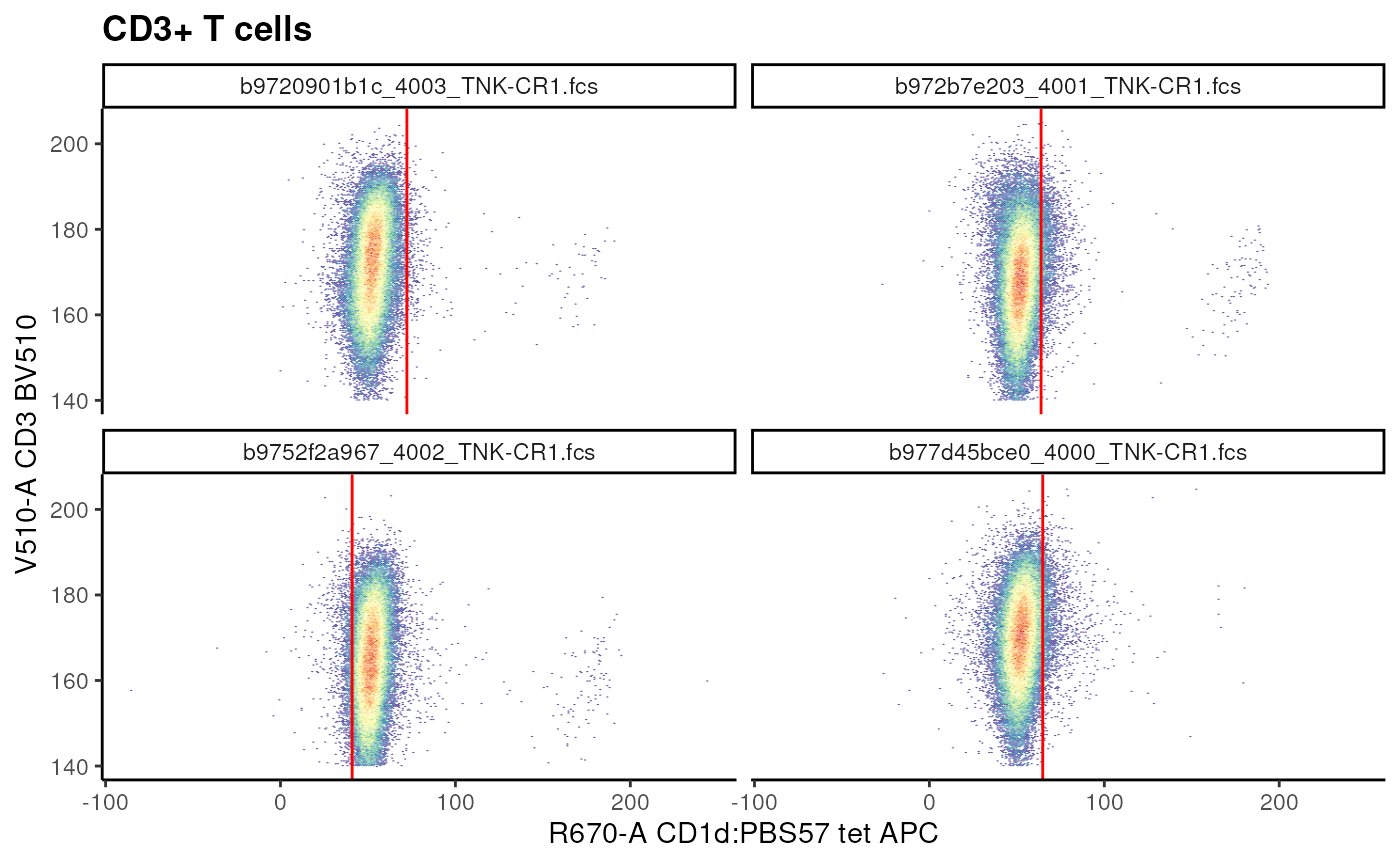 CD3+ T cells
b9720901b1c_4003_TNK-CR1.fcs
b972b7e203_4001_TNK-CR1.fcs
200
180
160
140
b9752f2a967_4002_TNK-CR1.fcs
b977d45bce0_4000_TNK-CR1.fcs
200
180
160
140
V510-A CD3 BV510
-100 0 100 200
-100 0 100 200
R670-A CD1d:PBS57 tet APC